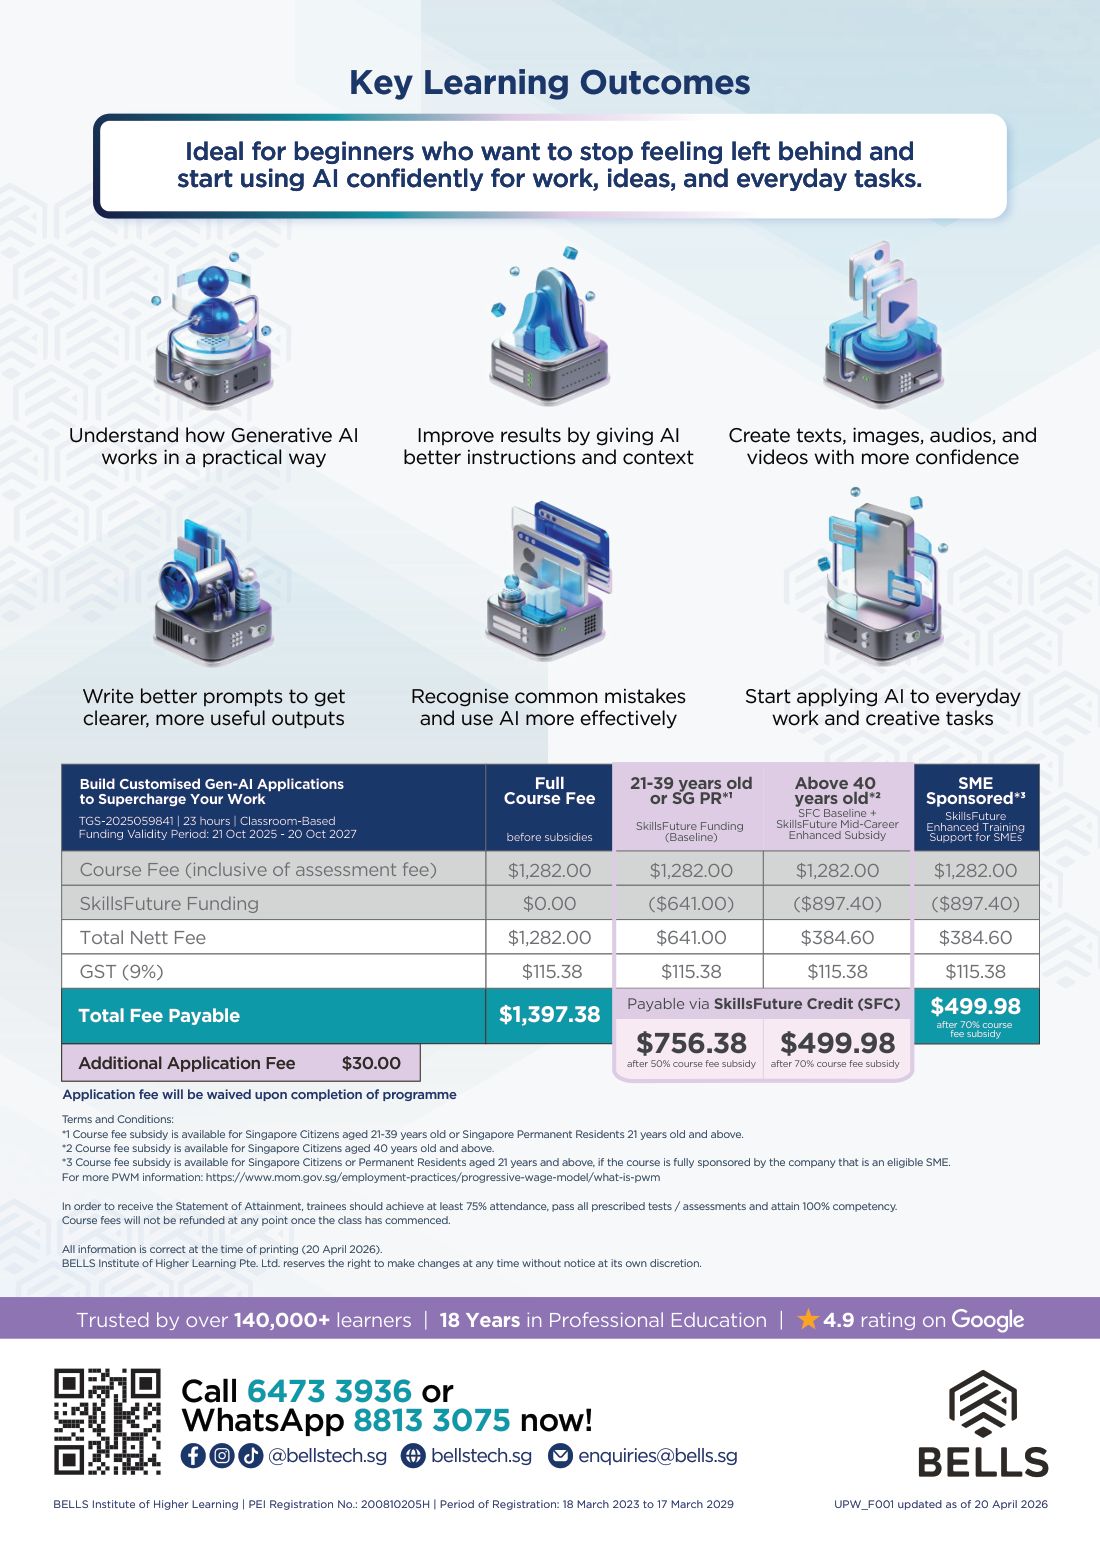 Key Learning Outcomes
Ideal for beginners who want to stop feeling left behind and
start using AI confidently for work, ideas, and everyday tasks.
Understand how Generative AI
works in a practical way
Improve results by giving AI
better instructions and context
Create texts, images, audios, and
videos with more confidence
Write better prompts to get
clearer, more useful outputs
Recognise common mistakes
and use AI more effectively
Start applying AI to everyday
work and creative tasks
Build Customised Gen-AI Applications
to Supercharge Your Work
TGS-2025059841 | 23 hours | Classroom-Based
Funding Validity Period: 21 Oct 2025 - 20 Oct 2027
Full
Course Fee
before subsidies
21-39 years old
or SG PR*¹
SkillsFuture Funding
(Baseline)
Above 40
years old*²
SFC Baseline +
SkillsFuture Mid-Career
Enhanced Subsidy
SME
Sponsored*³
SkillsFuture
Enhanced Training
Support for SMEs
Course Fee (inclusive of assessment fee) $1,282.00 $1,282.00 $1,282.00 $1,282.00
SkillsFuture Funding $0.00 ($641.00) ($897.40) ($897.40)
Total Nett Fee $1,282.00 $641.00 $384.60 $384.60
GST (9%) $115.38 $115.38 $115.38 $115.38
Total Fee Payable $1,397.38
Payable via SkillsFuture Credit (SFC)
$756.38
after 50% course fee subsidy
$499.98
after 70% course fee subsidy
$499.98
after 70% course
fee subsidy
Additional Application Fee $30.00
Application fee will be waived upon completion of programme
Terms and Conditions:
*1 Course fee subsidy is available for Singapore Citizens aged 21-39 years old or Singapore Permanent Residents 21 years old and above.
*2 Course fee subsidy is available for Singapore Citizens aged 40 years old and above.
*3 Course fee subsidy is available for Singapore Citizens or Permanent Residents aged 21 years and above, if the course is fully sponsored by the company that is an eligible SME.
For more PWM information: https://www.mom.gov.sg/employment-practices/progressive-wage-model/what-is-pwm
In order to receive the Statement of Attainment, trainees should achieve at least 75% attendance, pass all prescribed tests / assessments and attain 100% competency.
Course fees will not be refunded at any point once the class has commenced.
All information is correct at the time of printing (20 April 2026).
BELLS Institute of Higher Learning Pte. Ltd. reserves the right to make changes at any time without notice at its own discretion.
Trusted by over 140,000+ learners | 18 Years in Professional Education | 4.9 rating on Google
Call 6473 3936 or
WhatsApp 8813 3075 now!
@bellstech.sg bellstech.sg enquiries@bells.sg
BELLS
BELLS Institute of Higher Learning | PEI Registration No.: 200810205H | Period of Registration: 18 March 2023 to 17 March 2029
UPW_F001 updated as of 20 April 2026